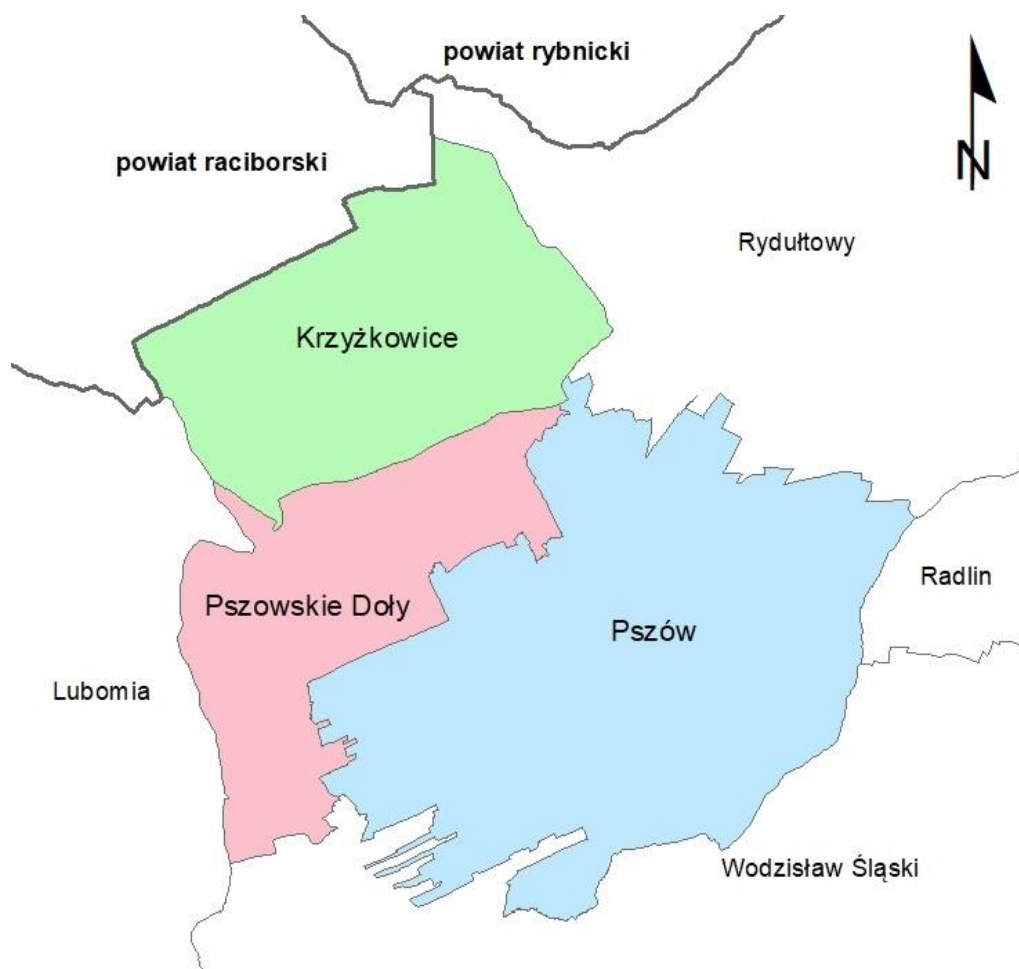 powiat rybnicki
powiat raciborski
N
Rydułtowy
Krzyżkowice
Radlin
Pszowskie Doły
Pszów
Lubomia
Wodzisław Śląski